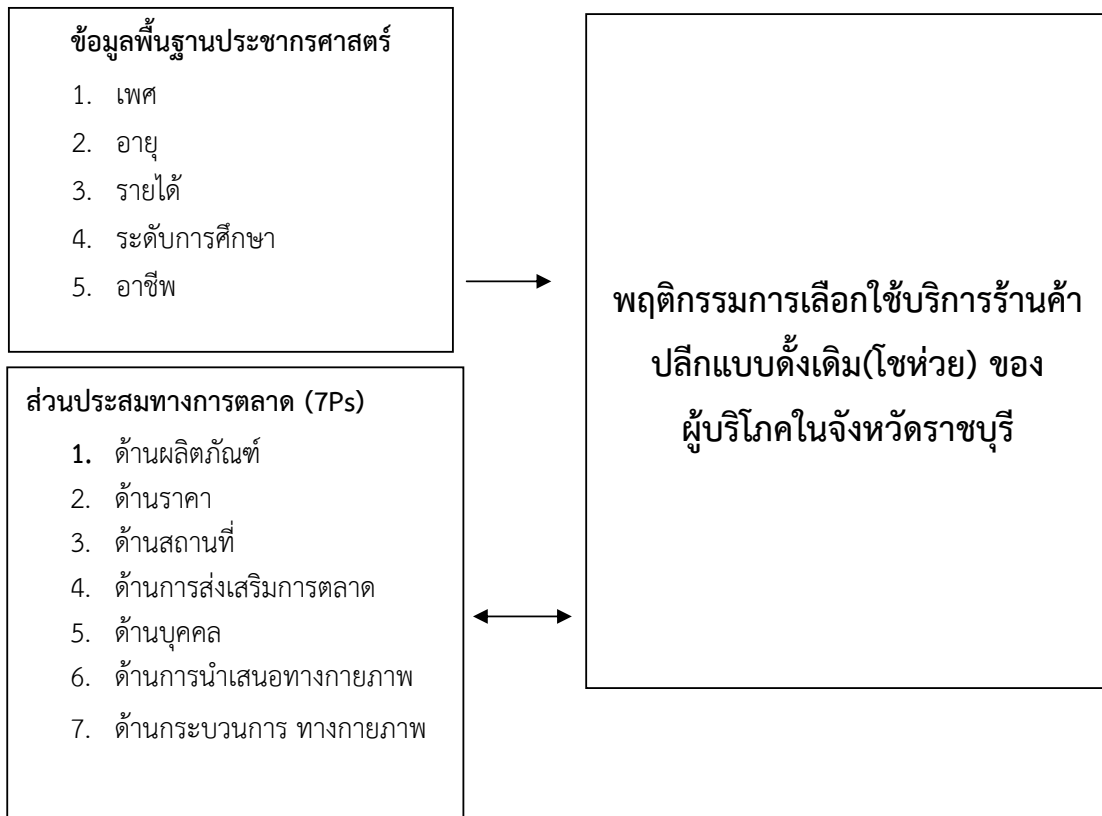 ข้อมูลพื้นฐานประชากรศาสตร์
1. เพศ
2. อายุ
3. รายได้
4. ระดับการศึกษา
5. อาชีพ
ส่วนประสมทางการตลาด (7Ps)
1. ด้านผลิตภัณฑ์
2. ด้านราคา
3. ด้านสถานที่
4. ด้านการส่งเสริมการตลาด
5. ด้านบุคคล
6. ด้านการนำเสนอทางกายภาพ
7. ด้านกระบวนการ ทางกายภาพ
พฤติกรรมการเลือกใช้บริการร้านค้า
ปลีกแบบดั้งเดิม(โชห่วย) ของ
ผู้บริโภคในจังหวัดราชบุรี